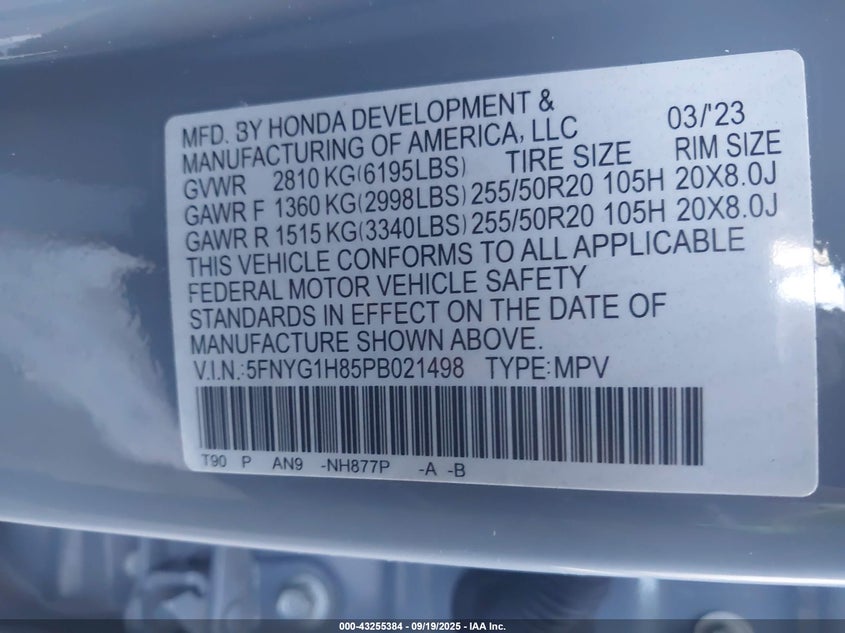 MFD. BY HONDA DEVELOPMENT & 03/'23
MANUFACTURING OF AMERICA, LLC
GVWR 2810 KG(6195LBS) TIRE SIZE RIM SIZE
GAWR F 1360 KG(2998LBS) 255/50R20 105H 20X8.0J
GAWR R 1515 KG(3340LBS) 255/50R20 105H 20X8.0J
THIS VEHICLE CONFORMS TO ALL APPLICABLE
FEDERAL MOTOR VEHICLE SAFETY
STANDARDS IN EFFECT ON THE DATE OF
MANUFACTURE SHOWN ABOVE.
V.I.N.:5FNYG1H85PB021498 TYPE:MPV
T90 P AN9 -NH877P -A -B
000-43255384 - 09/19/2025 - IAA Inc.